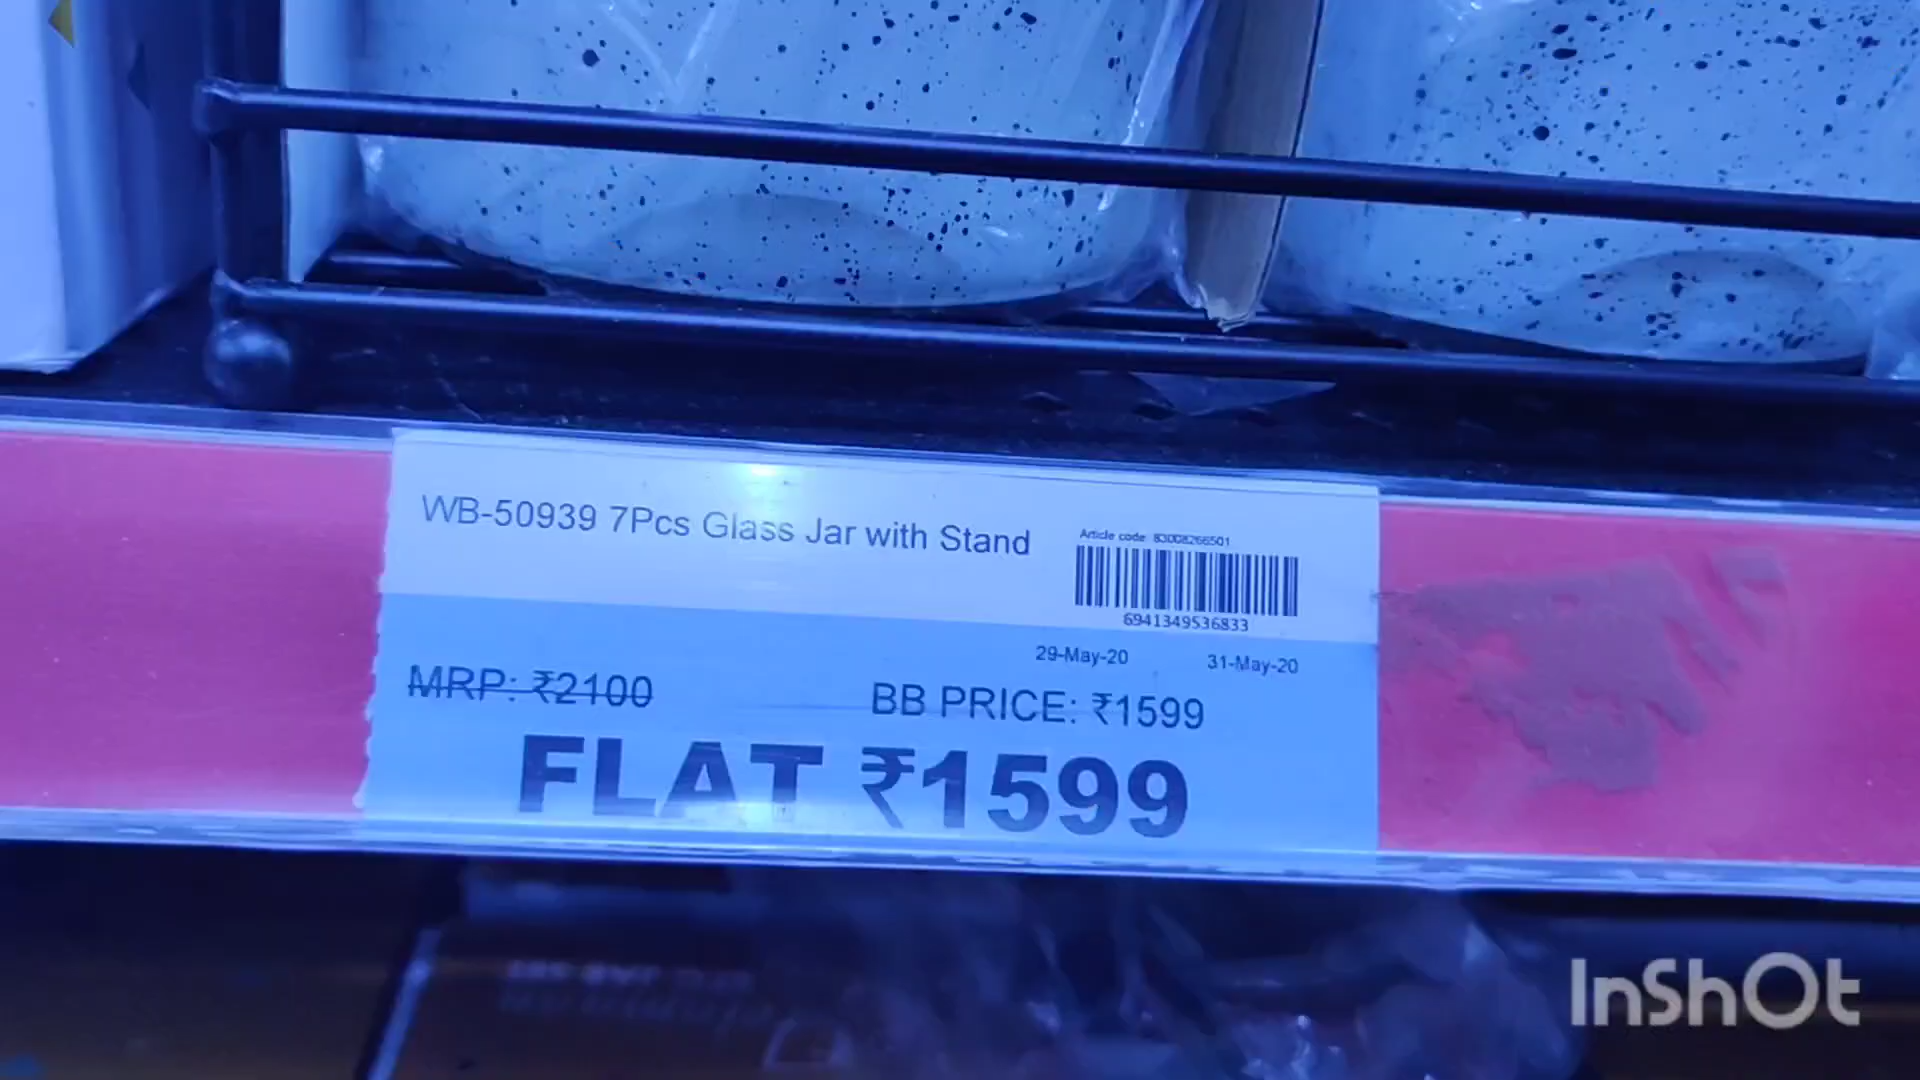 WB-50939 7Pcs Glass Jar with Stand
Article code 83008266501
6941349536833
29-May-20 31-May-20
MRP: ₹2100 BB PRICE: ₹1599
FLAT ₹1599
InShOt